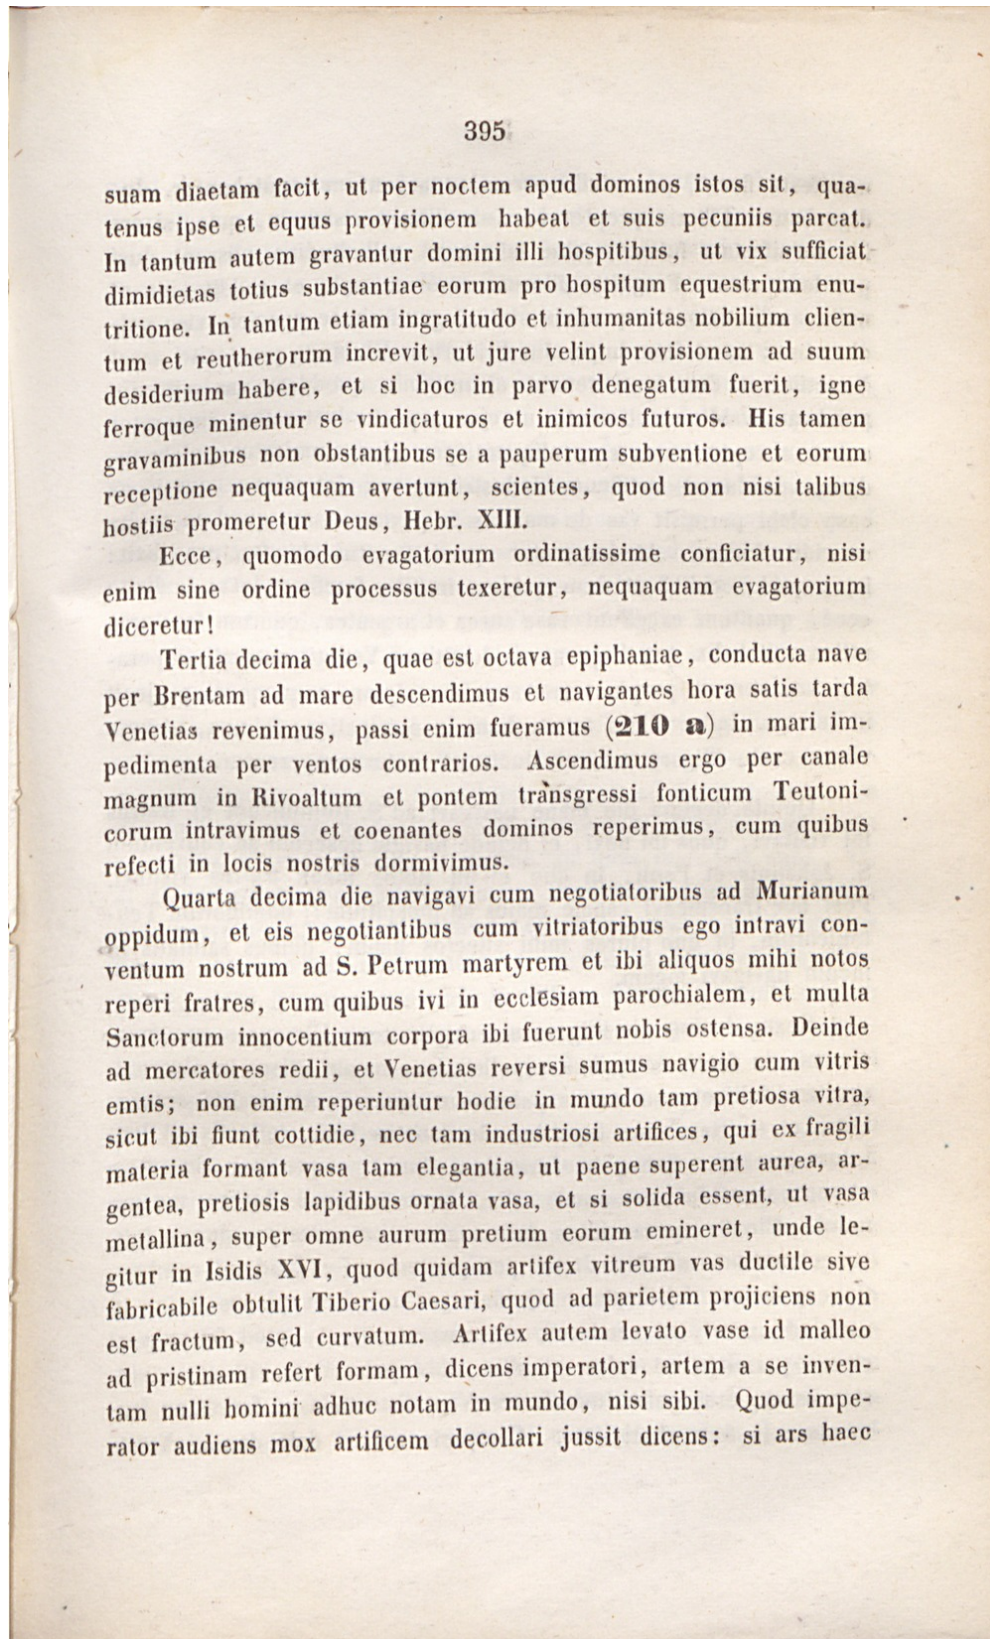 395
suam diaetam facit, ut per noctem apud dominos istos sit, qua-
tenus ipse et equus provisionem habeat et suis pecuniis parcat.
In tantum autem gravantur domini illi hospitibus, ut vix sufficiat
dimidietas totius substantiae eorum pro hospitum equestrium enu-
tritione. In tantum etiam ingratitudo et inhumanitas nobilium clien-
tum et reutherorum increvit, ut jure velint provisionem ad suum
desiderium habere, et si hoc in parvo denegatum fuerit, igne
ferroque minentur se vindicaturos et inimicos futuros. His tamen
gravaminibus non obstantibus se a pauperum subventione et eorum
receptione nequaquam avertunt, scientes, quod non nisi talibus
hostiis promeretur Deus, Hebr. XIII.
Ecce, quomodo evagatorium ordinatissime conficiatur, nisi
enim sine ordine processus texeretur, nequaquam evagatorium
diceretur!
Tertia decima die, quae est octava epiphaniae, conducta nave
per Brentam ad mare descendimus et navigantes hora satis tarda
Venetias revenimus, passi enim fueramus (210 a) in mari im-
pedimenta per ventos contrarios. Ascendimus ergo per canale
magnum in Rivoaltum et pontem transgressi fonticum Teutoni-
corum intravimus et coenantes dominos reperimus, cum quibus
refecti in locis nostris dormivimus.
Quarta decima die navigavi cum negotiatoribus ad Murianum
oppidum, et eis negotiantibus cum vitriatoribus ego intravi con-
ventum nostrum ad S. Petrum martyrem et ibi aliquos mihi notos
reperi fratres, cum quibus ivi in ecclesiam parochialem, et multa
Sanctorum innocentium corpora ibi fuerunt nobis ostensa. Deinde
ad mercatores redii, et Venetias reversi sumus navigio cum vitris
emtis; non enim reperiuntur hodie in mundo tam pretiosa vitra,
sicut ibi fiunt cottidie, nec tam industriosi artifices, qui ex fragili
materia formant vasa tam elegantia, ut paene superent aurea, ar-
gentea, pretiosis lapidibus ornata vasa, et si solida essent, ut vasa
metallina, super omne aurum pretium eorum emineret, unde le-
gitur in Isidis XVI, quod quidam artifex vitreum vas ductile sive
fabricabile obtulit Tiberio Caesari, quod ad parietem projiciens non
est fractum, sed curvatum. Artifex autem levato vase id malleo
ad pristinam refert formam, dicens imperatori, artem a se inven-
tam nulli homini adhuc notam in mundo, nisi sibi. Quod impe-
rator audiens mox artificem decollari jussit dicens: si ars haec